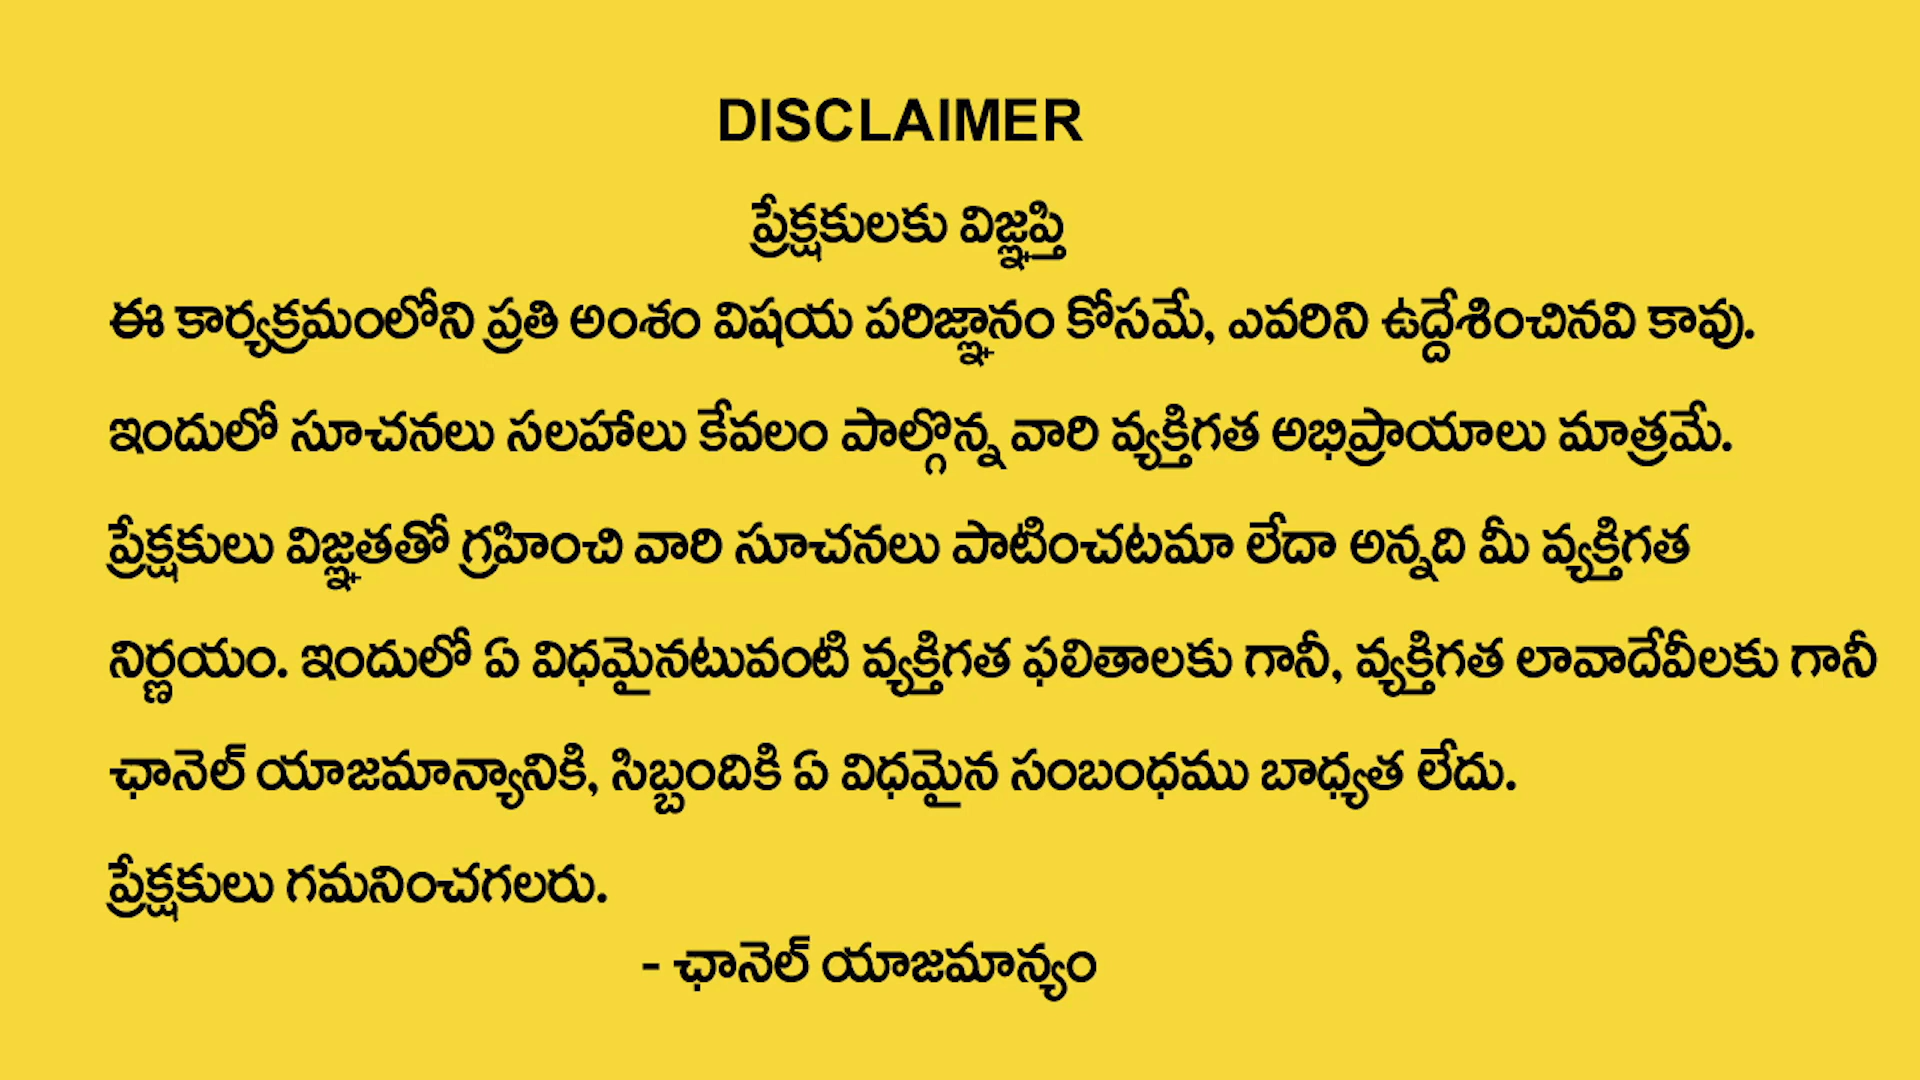 DISCLAIMER
ప్రేక్షకులకు విజ్ఞప్తి
ఈ కార్యక్రమంలోని ప్రతి అంశం విషయ పరిజ్ఞానం కోసమే, ఎవరిని ఉద్దేశించినవి కావు.
ఇందులో సూచనలు సలహాలు కేవలం పాల్గొన్న వారి వ్యక్తిగత అభిప్రాయాలు మాత్రమే.
ప్రేక్షకులు విజ్ఞతతో గ్రహించి వారి సూచనలు పాటించటమా లేదా అన్నది మీ వ్యక్తిగత
నిర్ణయం. ఇందులో ఏ విధమైనటువంటి వ్యక్తిగత ఫలితాలకు గానీ, వ్యక్తిగత లావాదేవీలకు గానీ
ఛానెల్ యాజమాన్యానికి, సిబ్బందికి ఏ విధమైన సంబంధము బాధ్యత లేదు.
ప్రేక్షకులు గమనించగలరు.
- ఛానెల్ యాజమాన్యం